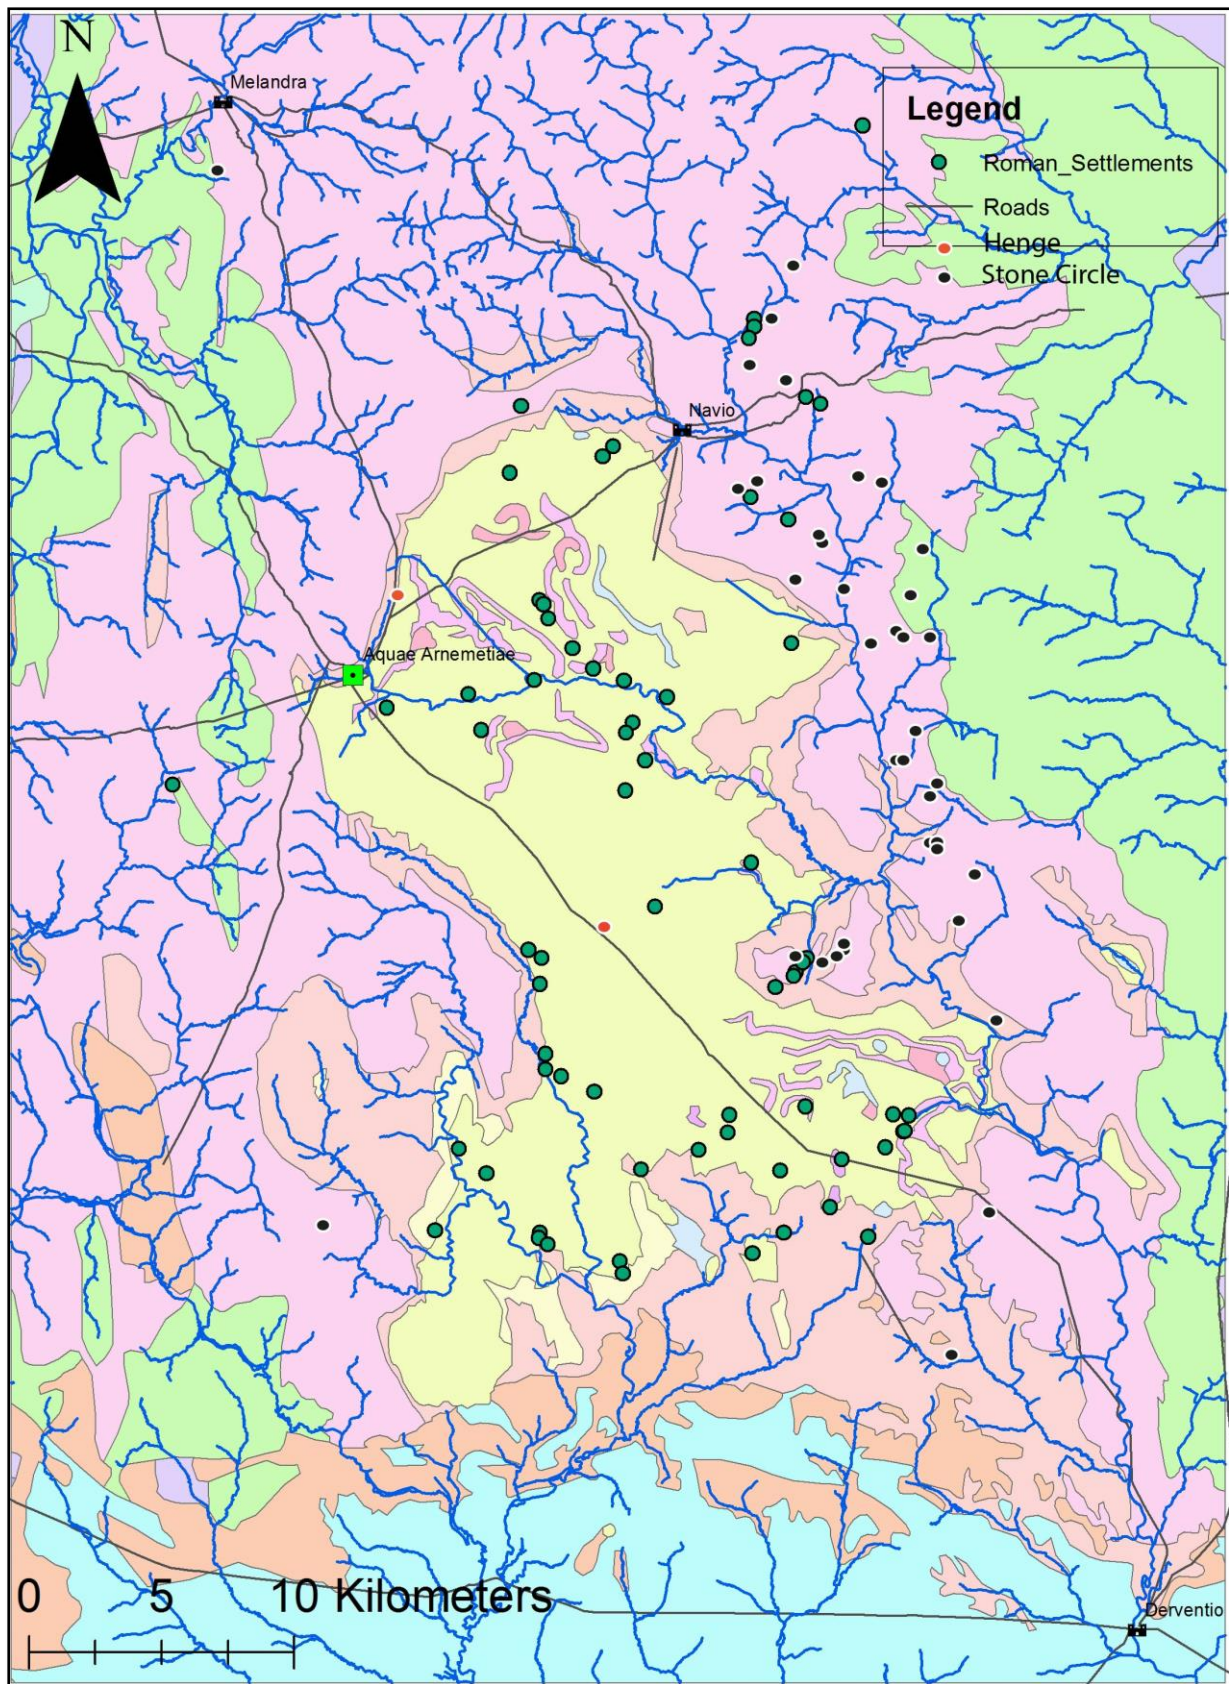 N
Melandra
Legend
Roman_Settlements
Roads
Henge
Stone Circle
Navio
Aquae Arnemetiae
0 5 10 Kilometers
Derventio